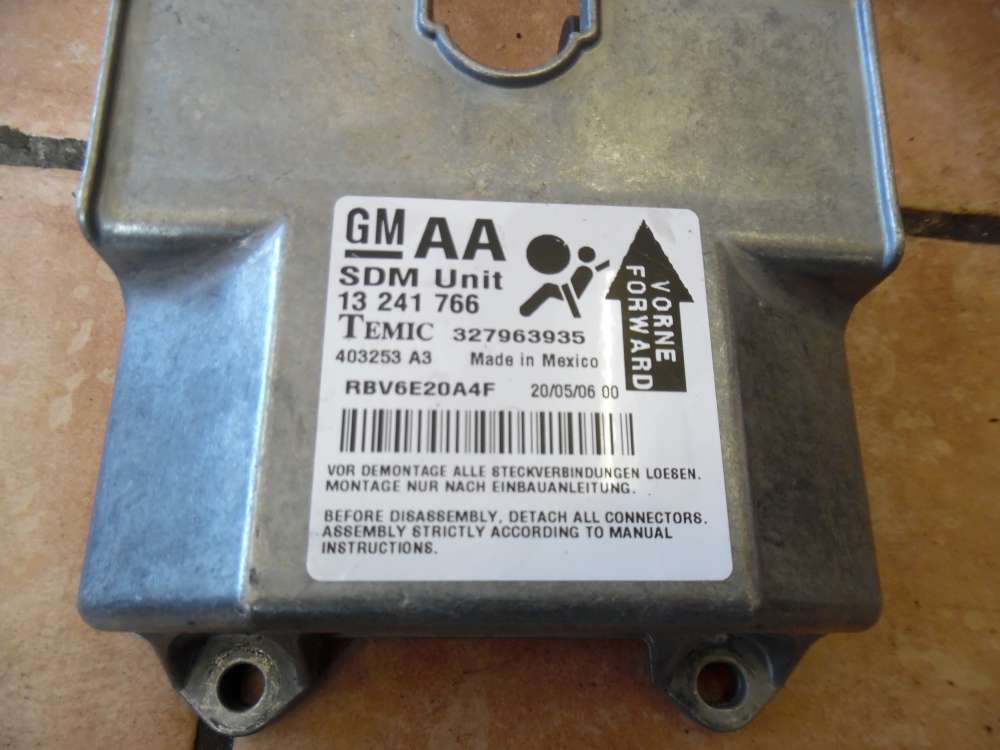 GM AA
SDM Unit
13 241 766
TEMIC 327963935
403253 A3 Made in Mexico
RBV6E20A4F 20/05/06 00
VORNE
FORWARD
VOR DEMONTAGE ALLE STECKVERBINDUNGEN LOESEN.
MONTAGE NUR NACH EINBAUANLEITUNG.
BEFORE DISASSEMBLY, DETACH ALL CONNECTORS.
ASSEMBLY STRICTLY ACCORDING TO MANUAL
INSTRUCTIONS.